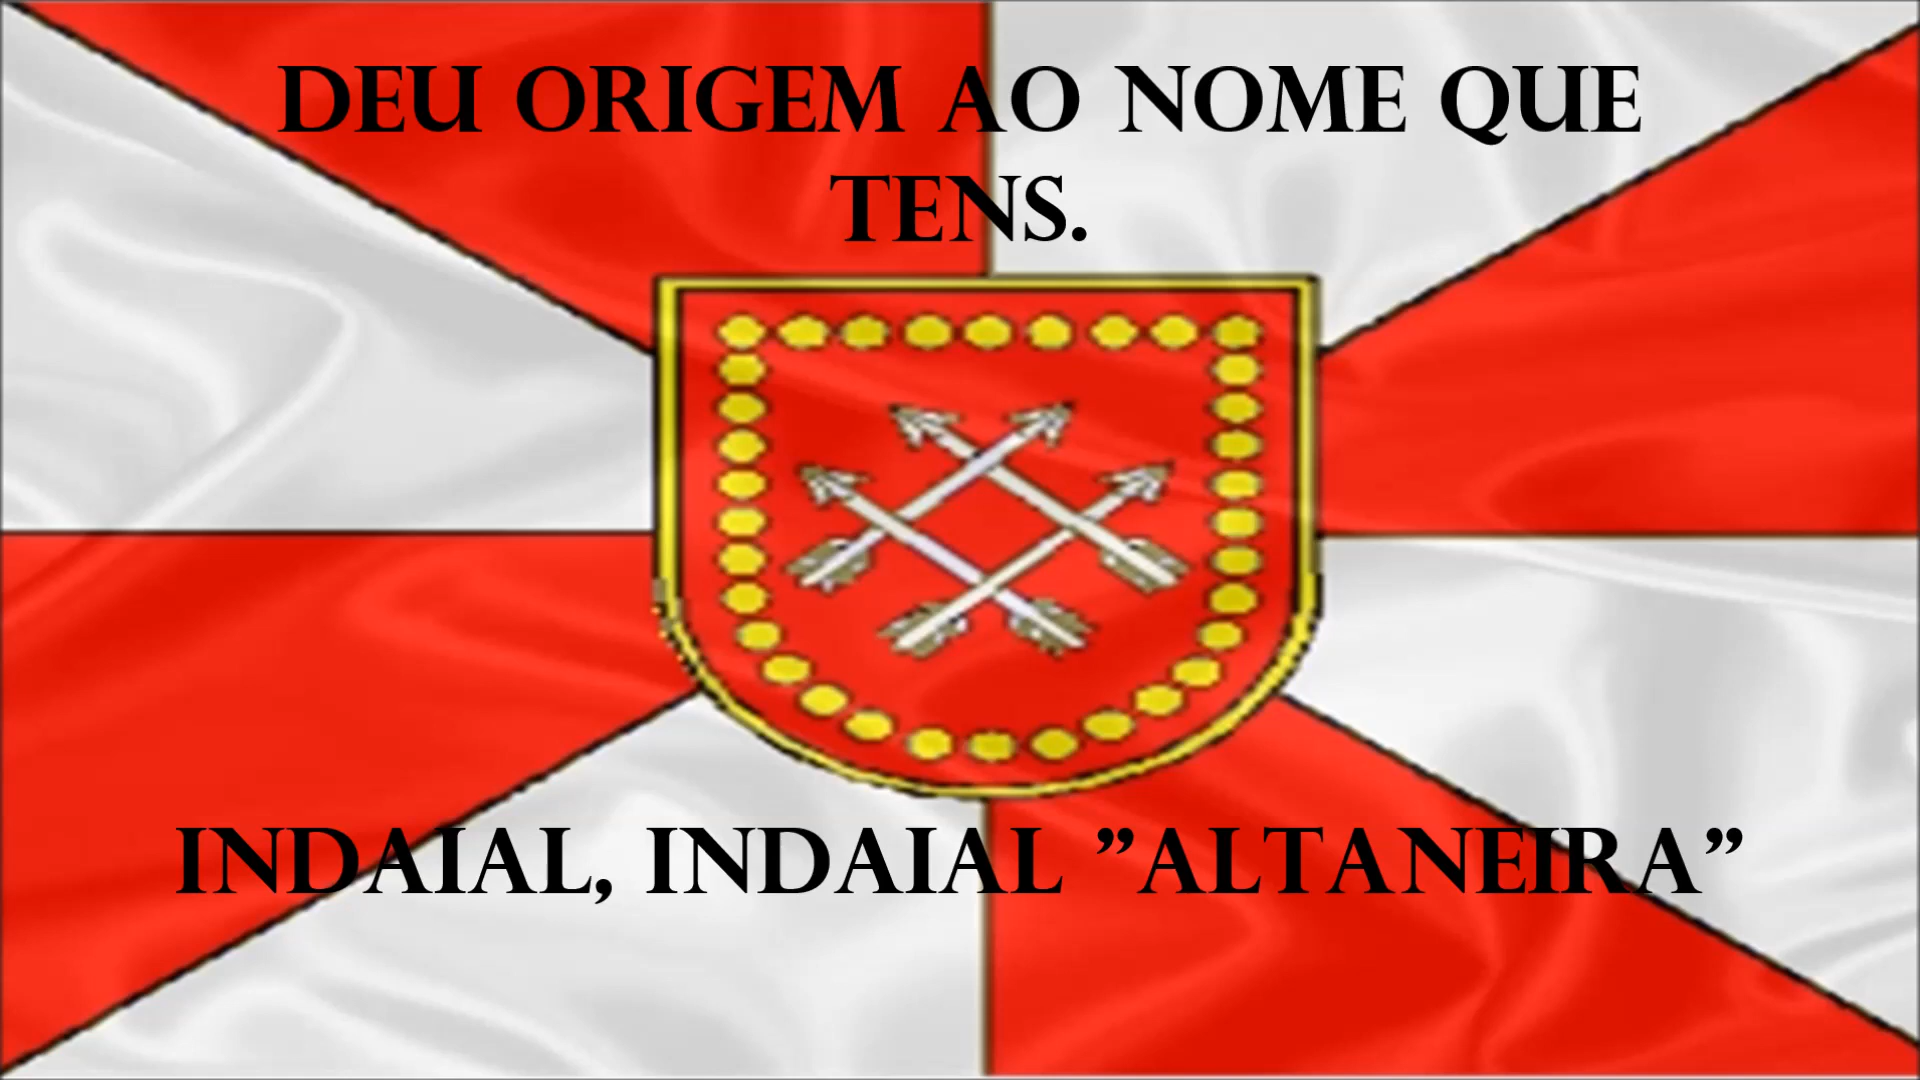 DEU ORIGEM AO NOME QUE
TENS.
INDAIAL, INDAIAL ”ALTANEIRA”